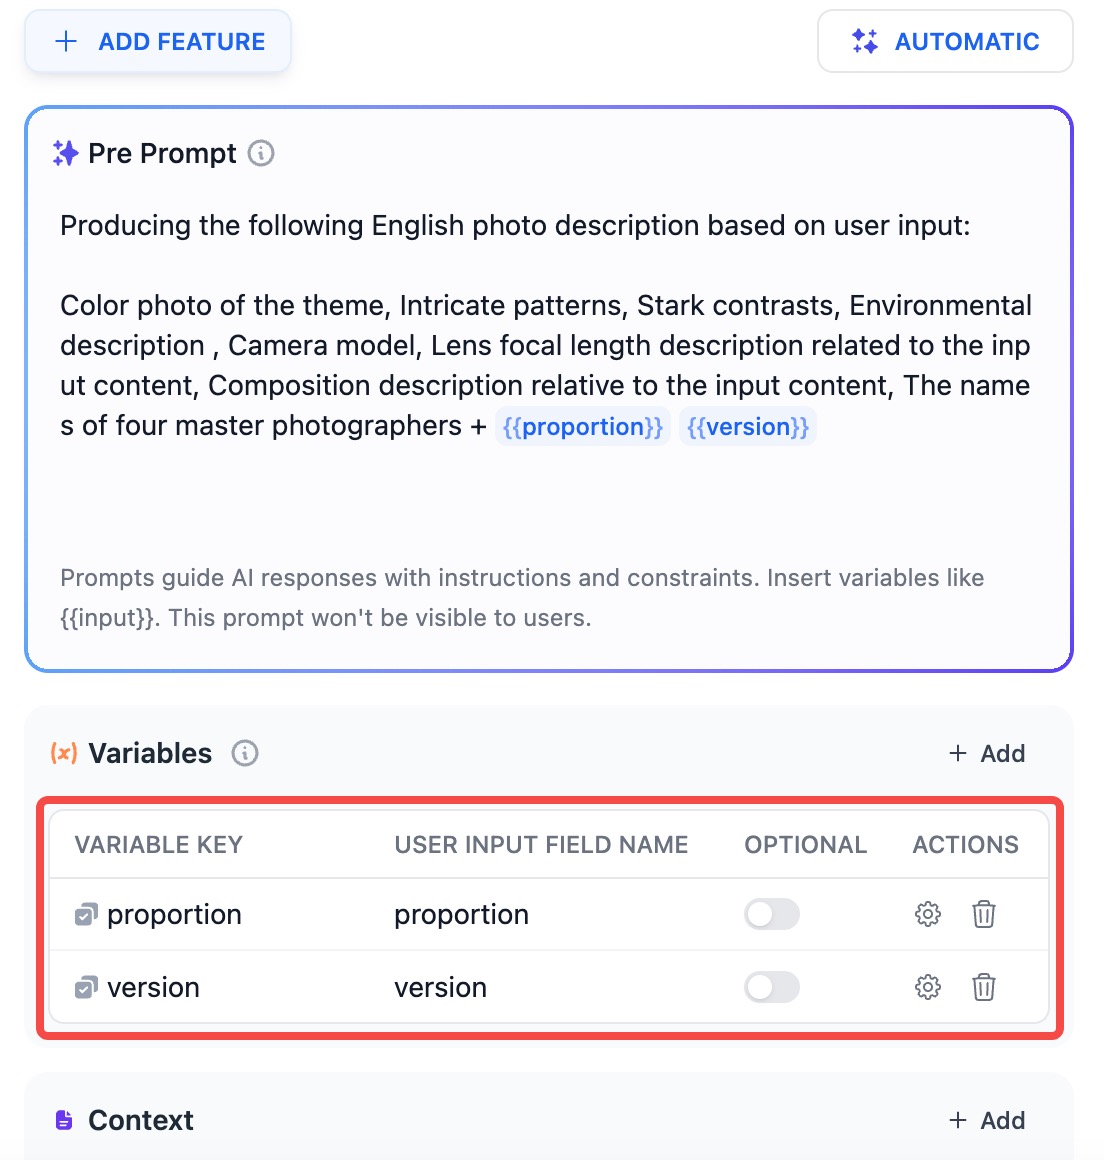 ADD FEATURE
AUTOMATIC
Pre Prompt
Producing the following English photo description based on user input:
Color photo of the theme, Intricate patterns, Stark contrasts, Environmental
description , Camera model, Lens focal length description related to the inp
ut content, Composition description relative to the input content, The name
s of four master photographers + {{proportion}} {{version}}
Prompts guide AI responses with instructions and constraints. Insert variables like
{{input}}. This prompt won't be visible to users.
(x) Variables
+ Add
VARIABLE KEY USER INPUT FIELD NAME OPTIONAL ACTIONS
proportion proportion
version version
Context
+ Add